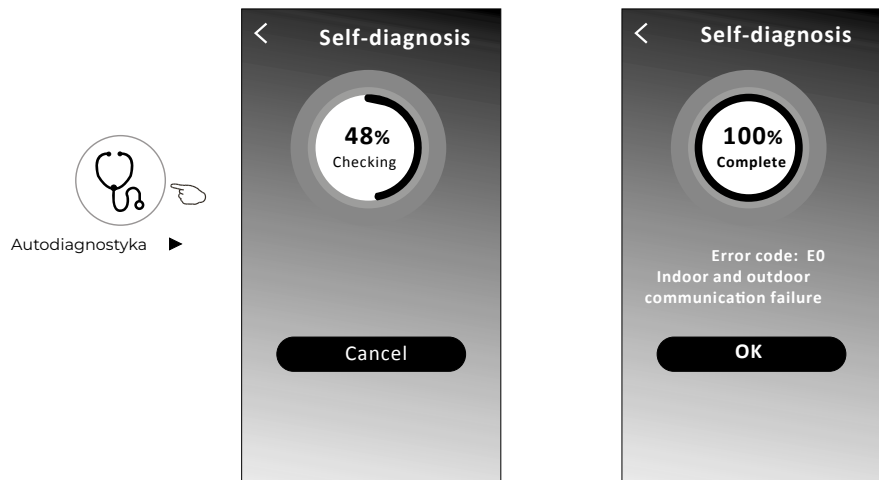 Autodiagnostyka
Self-diagnosis
48%
Checking
Cancel
Self-diagnosis
100%
Complete
Error code: E0
Indoor and outdoor
communication failure
OK